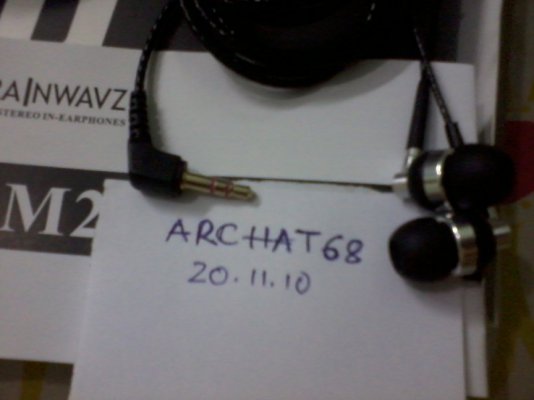 RAINWAVZ
STEREO IN-EARPHONES
M2
ARCHAT68
20.11.10